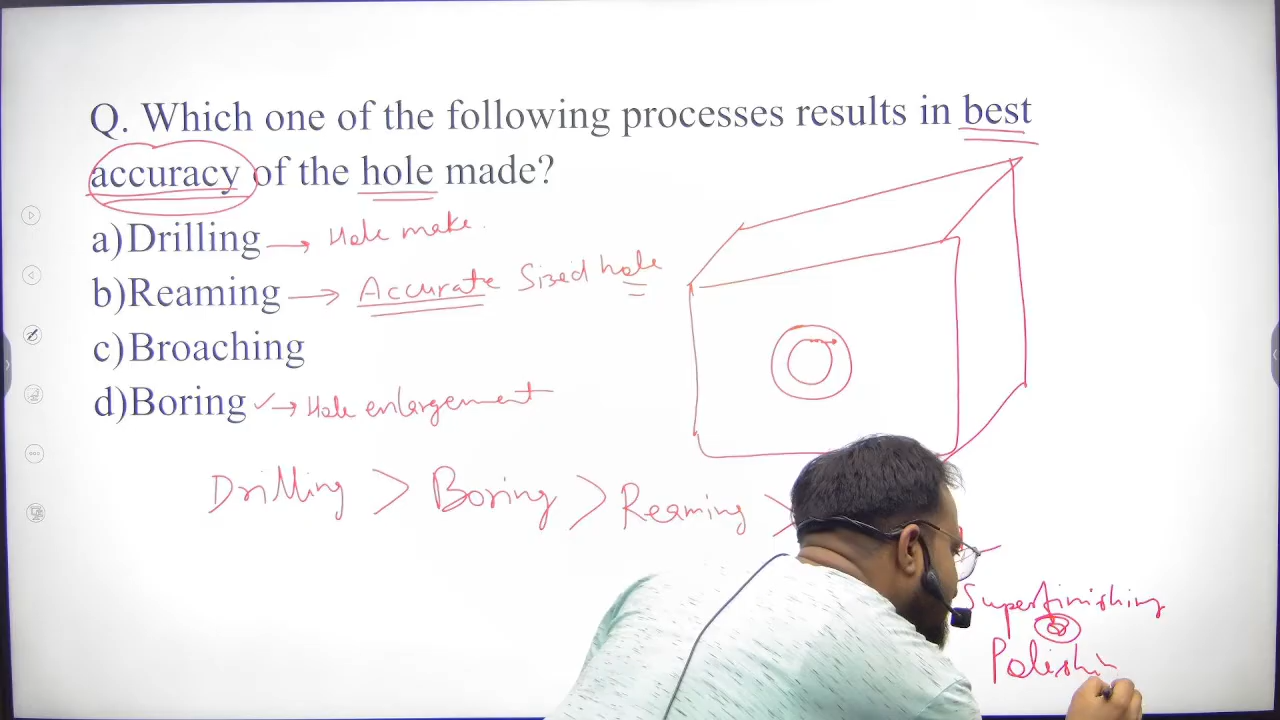 Q. Which one of the following processes results in best
accuracy of the hole made?
a)Drilling → Hole make.
b)Reaming → Accurate Sized hole
c)Broaching
d)Boring ✓→ Hole enlargement
Drilling > Boring > Reaming >
Superfinishing
Polishin